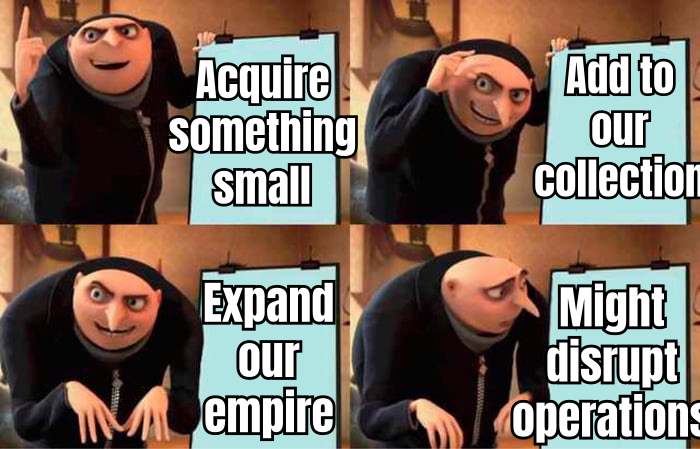 Acquire
something
small
Add to
our
collection
Expand
our
empire
Might
disrupt
operations